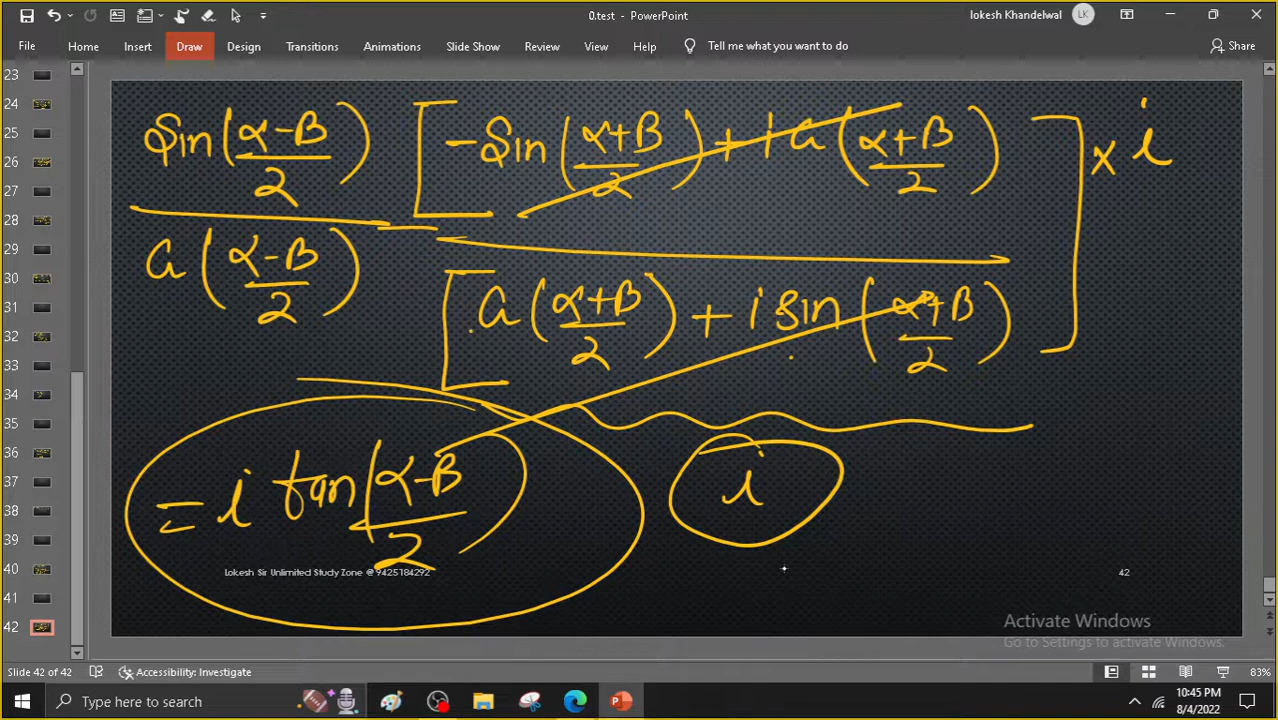 0.test - PowerPoint
lokesh Khandelwal LK
File Home Insert Draw Design Transitions Animations Slide Show Review View Help Tell me what you want to do Share
23
24
25
26
27
28
29
30
31
32
33
34
35
36
37
38
39
40
41
42
Sin(α-β/2) [-Sin(α+β/2) + i a(α+β/2)] × i
a(α-β/2) [a(α+β/2) + i sin(α+β/2)]
= i tan(α-β/2) i
Lokesh Sir Unlimited Study Zone @ 9425184292
42
Activate Windows
Go to Settings to activate Windows.
Slide 42 of 42 Accessibility: Investigate 83%
Type here to search
10:45 PM
8/4/2022